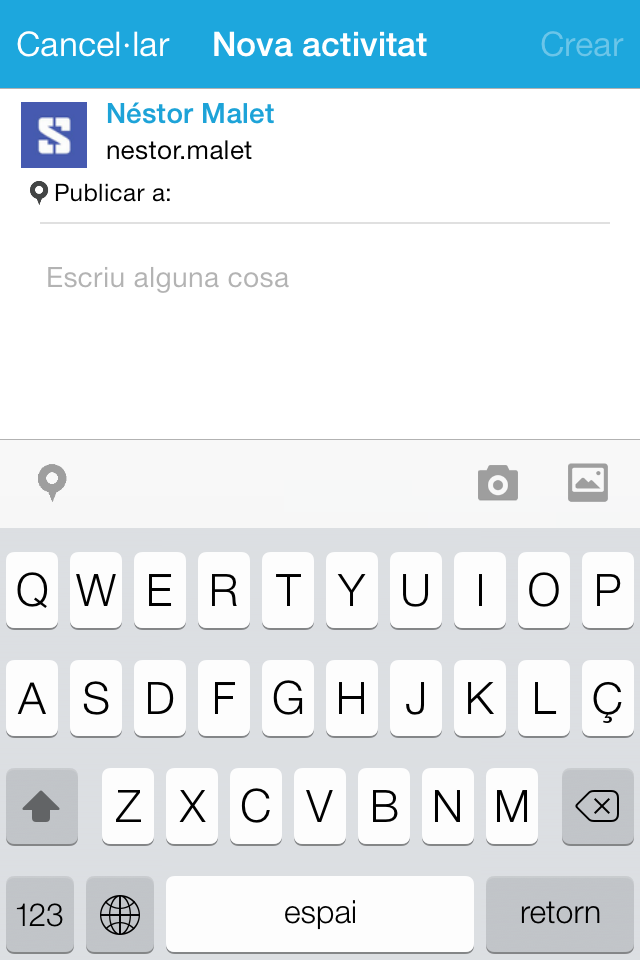 Cancel·lar Nova activitat Crear
Néstor Malet
nestor.malet
Publicar a:
Escriu alguna cosa
Q W E R T Y U I O P
A S D F G H J K L Ç
Z X C V B N M
123 espai retorn